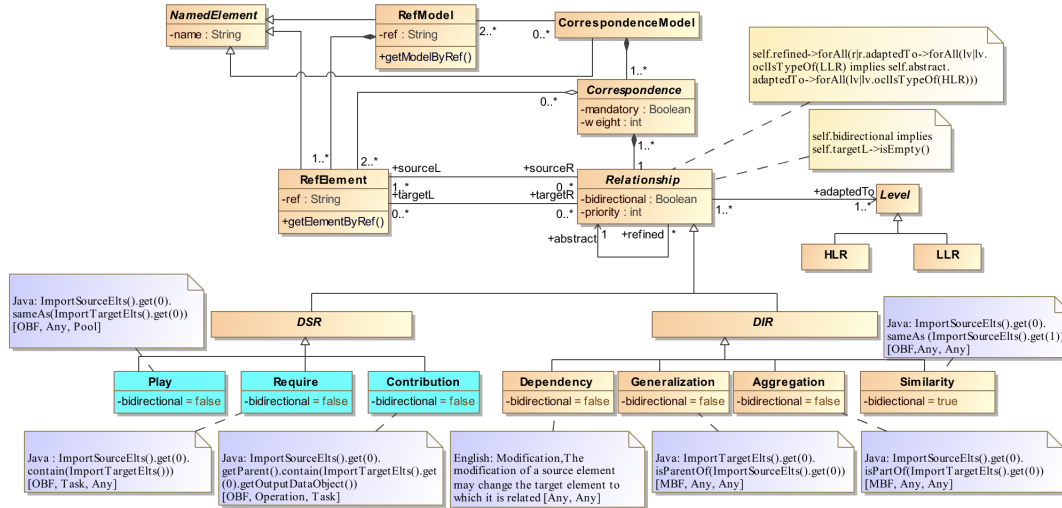 NamedElement
-name : String
RefModel
-ref : String
+getModelByRef()
2..*
0..*
CorrespondenceModel
1..*
Correspondence
-mandatory : Boolean
-weight : int
0..*
1..*
1
self.refined->forAll(r|r.adaptedTo->forAll(lv|lv.
oclIsTypeOf(LLR) implies self.abstract.
adaptedTo->forAll(lv|lv.oclIsTypeOf(HLR)))
self.bidirectional implies
self.targetL->isEmpty()
1..*
2..*
RefElement
-ref : String
+getElementByRef()
+sourceL
1..*
+targetL
0..*
+sourceR
0..*
+targetR
0..*
Relationship
-bidirectional : Boolean
-priority : int
1..*
+adaptedTo
1..*
Level
HLR
LLR
+abstract
1
+refined
*
DSR
DIR
Java: ImportSourceElts().get(0).
sameAs(ImportTargetElts().get(0))
[OBF, Any, Pool]
Java: ImportSourceElts().get(0).
sameAs (ImportSourceElts().get(1))
[OBF,Any, Any]
Play
-bidirectional = false
Require
-bidirectional = false
Contribution
-bidirectional = false
Dependency
-bidirectional = false
Generalization
-bidirectional = false
Aggregation
-bidirectional = false
Similarity
-bidirectional = true
Java : ImportSourceElts().get(0).
contain(ImportTargetElts()))
[OBF, Task, Any]
Java : ImportSourceElts().get(0).
getParent().contain(ImportTargetElts().get
(0).getOutputDataObject())
[OBF, Operation, Task]
English: Modification,The
modification of a source element
may change the target element to
which it is related [Any, Any]
Java: ImportTargetElts().get(0).
isParentOf(ImportSourceElts().get(0))
[MBF, Any, Any]
Java: ImportSourceElts().get(0).
isPartOf(ImportTargetElts().get(0))
[MBF, Any, Any]